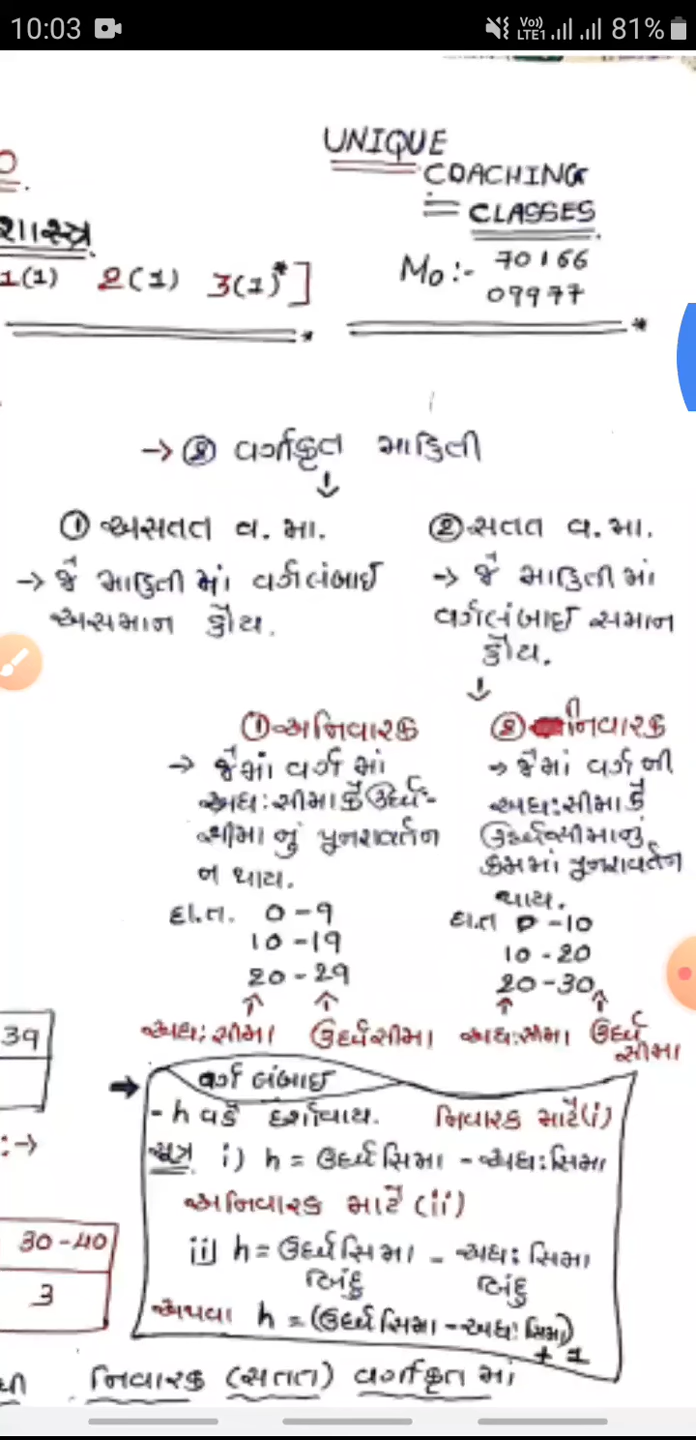 10:03
Vo))
LTE1
81%
UNIQUE
COACHING
CLASSES
શાસ્ત્ર
1(1) 2(1) 3(1)*]
Mo:- 70166
09977
→ ② વર્ગીકૃત માહિતી
① અસતત વ. મા.
→ જે માહિતી માં વર્ગલંબાઈ
અસમાન હોય.
② સતત વ. મા.
→ જે માહિતીમાં
વર્ગલંબાઈ સમાન
હોય.
① અનિવારક
→ જેમાં વર્ગ માં
અધ:સીમા કે ઉર્ધ્વ-
સીમા નું પુનરાવર્તન
ન થાય.
દા.ત. 0-9
10-19
20-29
અધ:સીમા ઉર્ધ્વસીમા
② નિવારક
→ જેમાં વર્ગ ની
અધ:સીમા કે
ઉર્ધ્વસીમાનું
ક્રમમાં પુનરાવર્તન
થાય.
દા.ત 0-10
10-20
20-30
અધ:સીમા ઉર્ધ્વ
સીમા
39
વર્ગ લંબાઈ
- h વડે દર્શાવાય. નિવારક માટે(i)
સૂત્ર i) h = ઉર્ધ્વસિમા - અધ:સિમા
અનિવારક માટે (ii)
ii) h = ઉર્ધ્વસિમા - અધ: સિમા
બિંદુ બિંદુ
અથવા h = (ઉર્ધ્વસિમા - અધ: સિમા)
+ 1
:→
30-40
3
નિવારક (સતત) વર્ગીકૃત માં